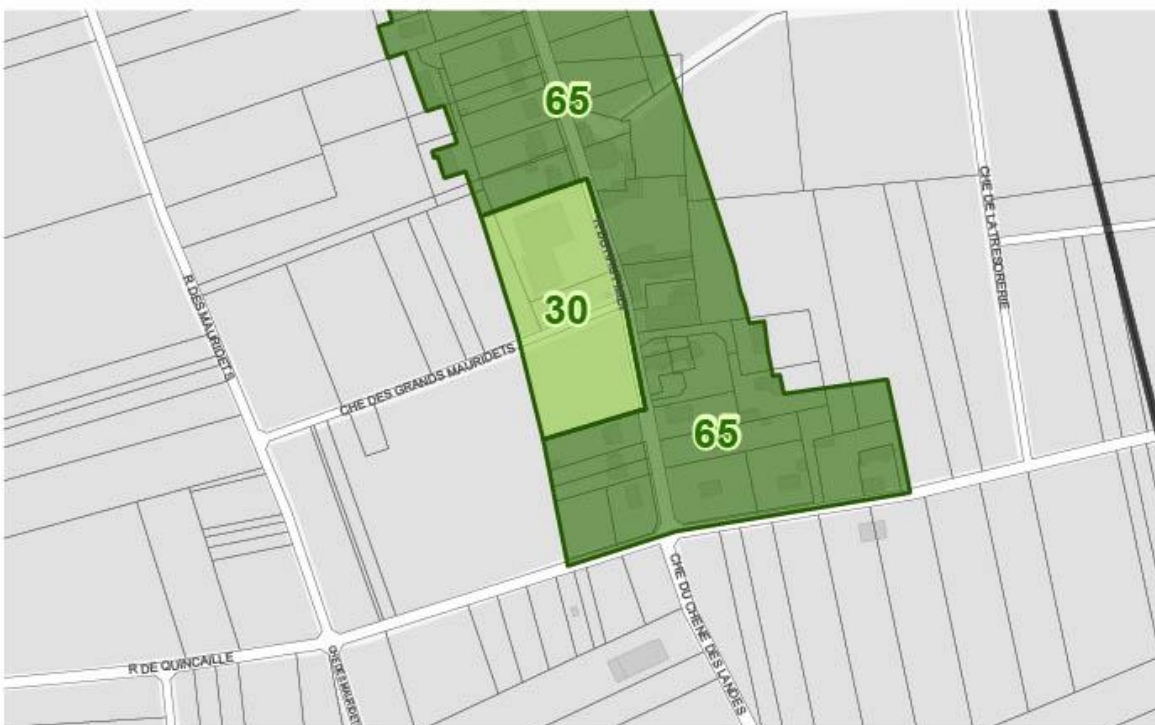 65
CHE DE LA TRESORERIE
R DES MAURIDETS
30
CHE DES GRANDS MAURIDETS
65
R DE QUINCAILLE
CHE DU CHENE DES LANDES